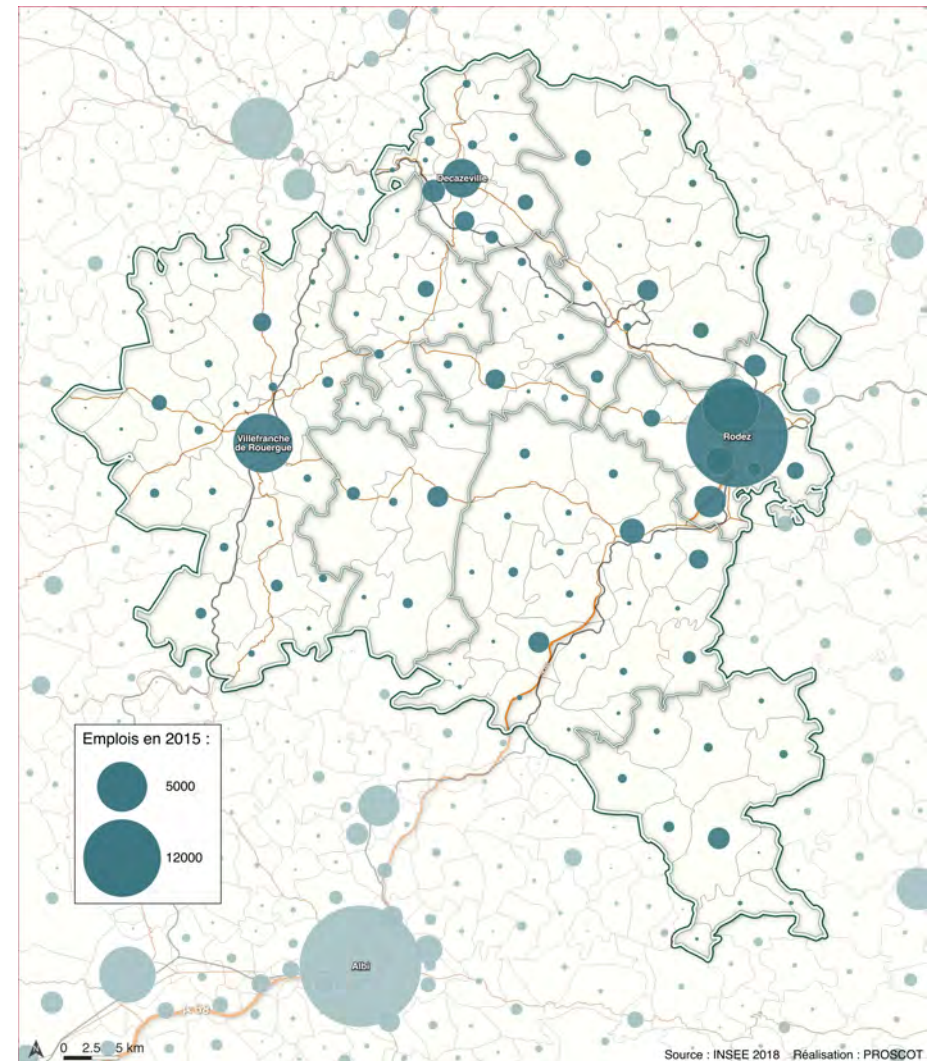 Decazeville
Villefranche
de Rouergue
Rodez
Emplois en 2015 :
5000
12000
Albi
N
0 2.5 5 km
Source : INSEE 2018 Réalisation : PROSCOT